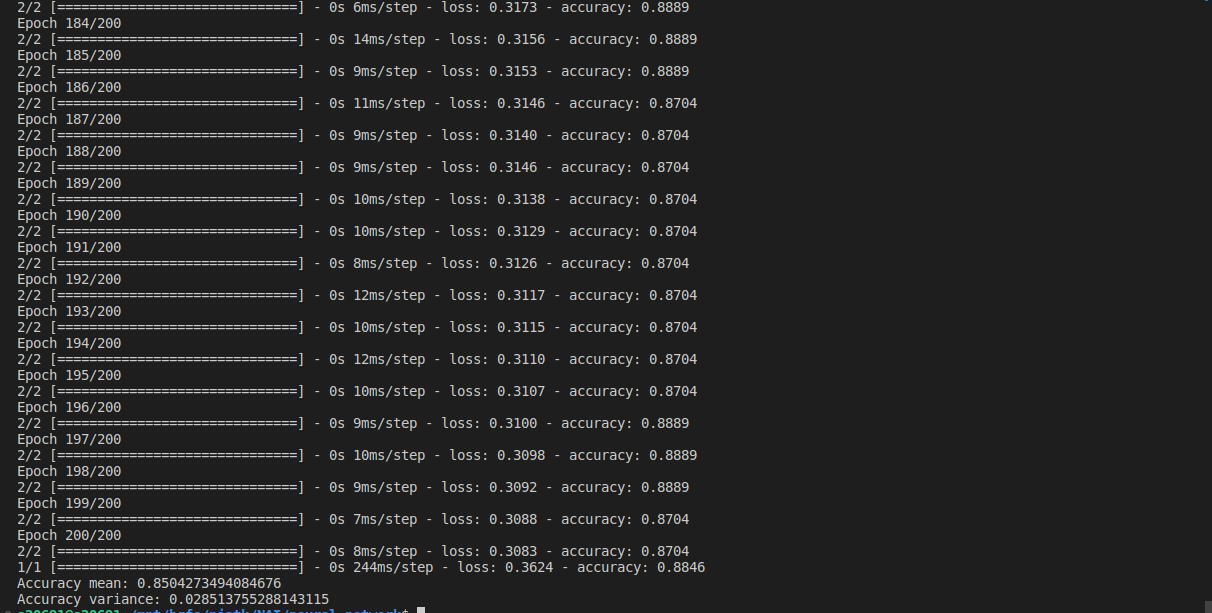 2/2 [==============================] - 0s 6ms/step - loss: 0.3173 - accuracy: 0.8889
Epoch 184/200
2/2 [==============================] - 0s 14ms/step - loss: 0.3156 - accuracy: 0.8889
Epoch 185/200
2/2 [==============================] - 0s 9ms/step - loss: 0.3153 - accuracy: 0.8889
Epoch 186/200
2/2 [==============================] - 0s 11ms/step - loss: 0.3146 - accuracy: 0.8704
Epoch 187/200
2/2 [==============================] - 0s 9ms/step - loss: 0.3140 - accuracy: 0.8704
Epoch 188/200
2/2 [==============================] - 0s 9ms/step - loss: 0.3146 - accuracy: 0.8704
Epoch 189/200
2/2 [==============================] - 0s 10ms/step - loss: 0.3138 - accuracy: 0.8704
Epoch 190/200
2/2 [==============================] - 0s 10ms/step - loss: 0.3129 - accuracy: 0.8704
Epoch 191/200
2/2 [==============================] - 0s 8ms/step - loss: 0.3126 - accuracy: 0.8704
Epoch 192/200
2/2 [==============================] - 0s 12ms/step - loss: 0.3117 - accuracy: 0.8704
Epoch 193/200
2/2 [==============================] - 0s 10ms/step - loss: 0.3115 - accuracy: 0.8704
Epoch 194/200
2/2 [==============================] - 0s 12ms/step - loss: 0.3110 - accuracy: 0.8704
Epoch 195/200
2/2 [==============================] - 0s 10ms/step - loss: 0.3107 - accuracy: 0.8704
Epoch 196/200
2/2 [==============================] - 0s 9ms/step - loss: 0.3100 - accuracy: 0.8889
Epoch 197/200
2/2 [==============================] - 0s 10ms/step - loss: 0.3098 - accuracy: 0.8889
Epoch 198/200
2/2 [==============================] - 0s 9ms/step - loss: 0.3092 - accuracy: 0.8889
Epoch 199/200
2/2 [==============================] - 0s 7ms/step - loss: 0.3088 - accuracy: 0.8704
Epoch 200/200
2/2 [==============================] - 0s 8ms/step - loss: 0.3083 - accuracy: 0.8704
1/1 [==============================] - 0s 244ms/step - loss: 0.3624 - accuracy: 0.8846
Accuracy mean: 0.8504273494084676
Accuracy variance: 0.028513755288143115